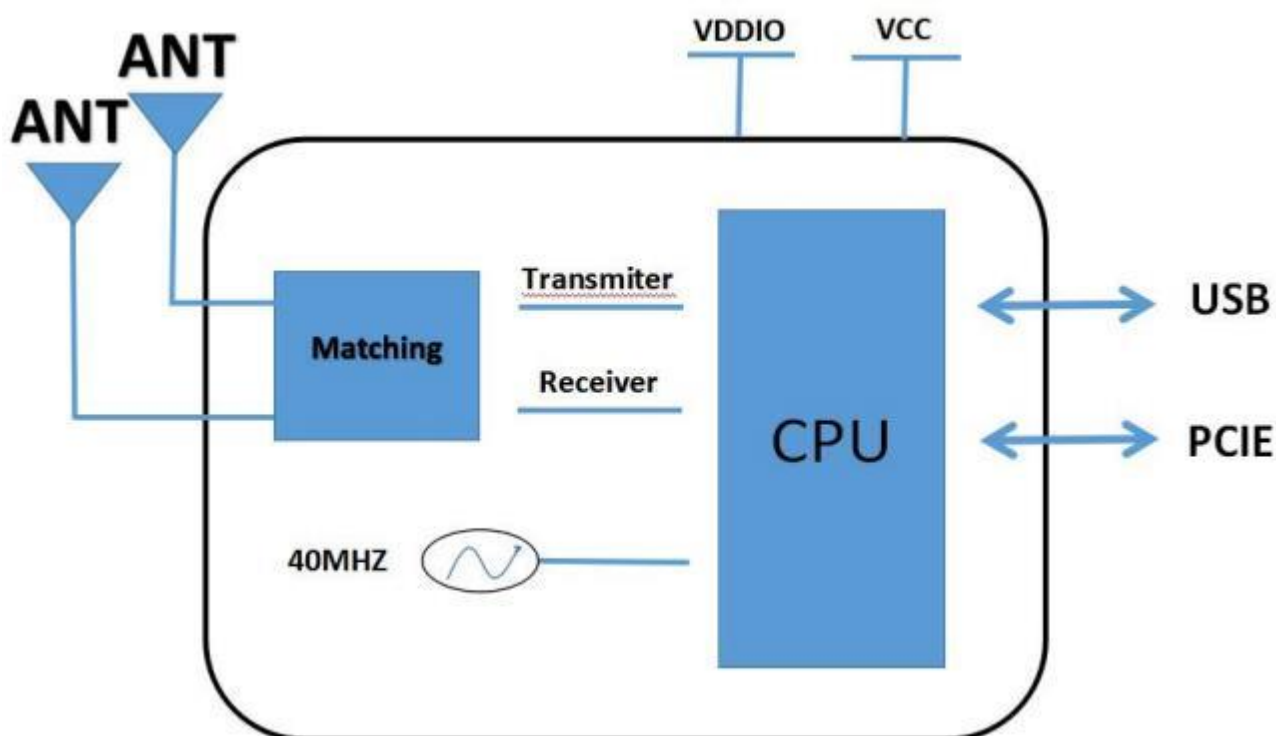 VDDIO
VCC
ANT
ANT
Transmiter
USB
Matching
Receiver
CPU
PCIE
40MHZ